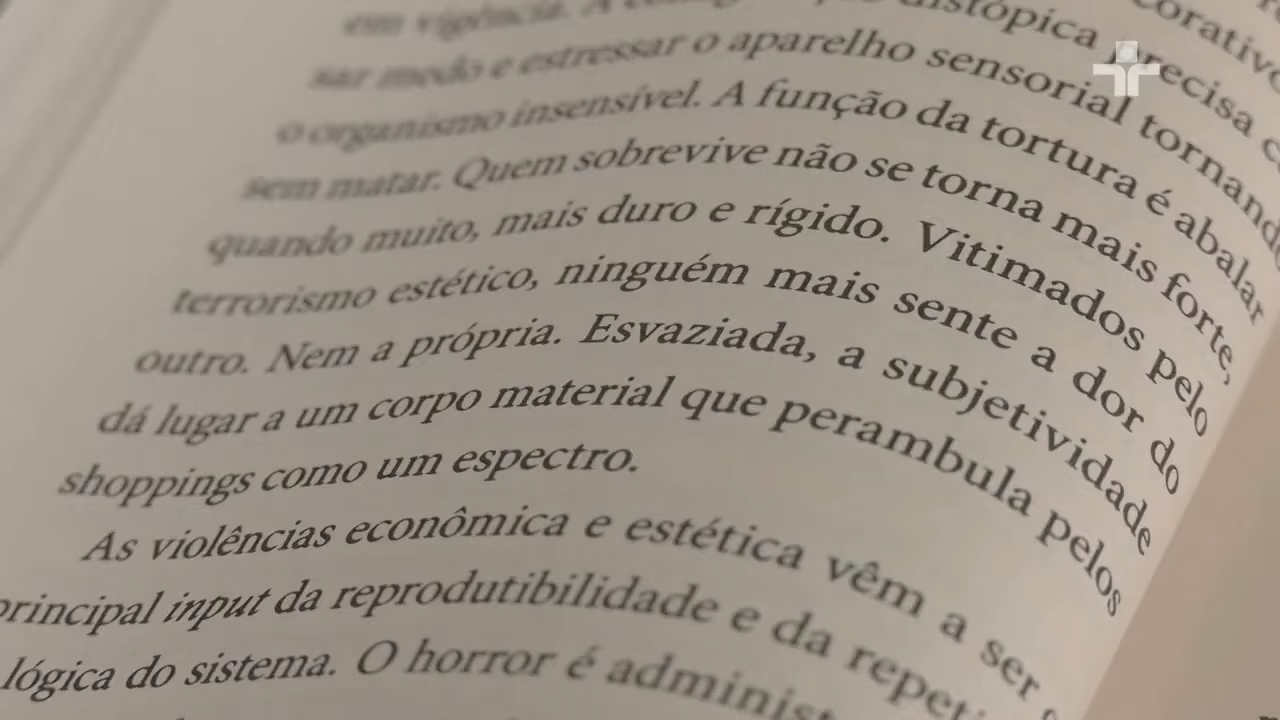 em vigência. A distópica precisa
sar medo e estressar o aparelho sensorial tornando
o organismo insensível. A função da tortura é abalar
sem matar. Quem sobrevive não se torna mais forte,
quando muito, mais duro e rígido. Vitimados pelo
terrorismo estético, ninguém mais sente a dor do
outro. Nem a própria. Esvaziada, a subjetividade
dá lugar a um corpo material que perambula pelos
shoppings como um espectro.
As violências econômica e estética vêm a ser
principal input da reprodutibilidade e da repeti
lógica do sistema. O horror é administ